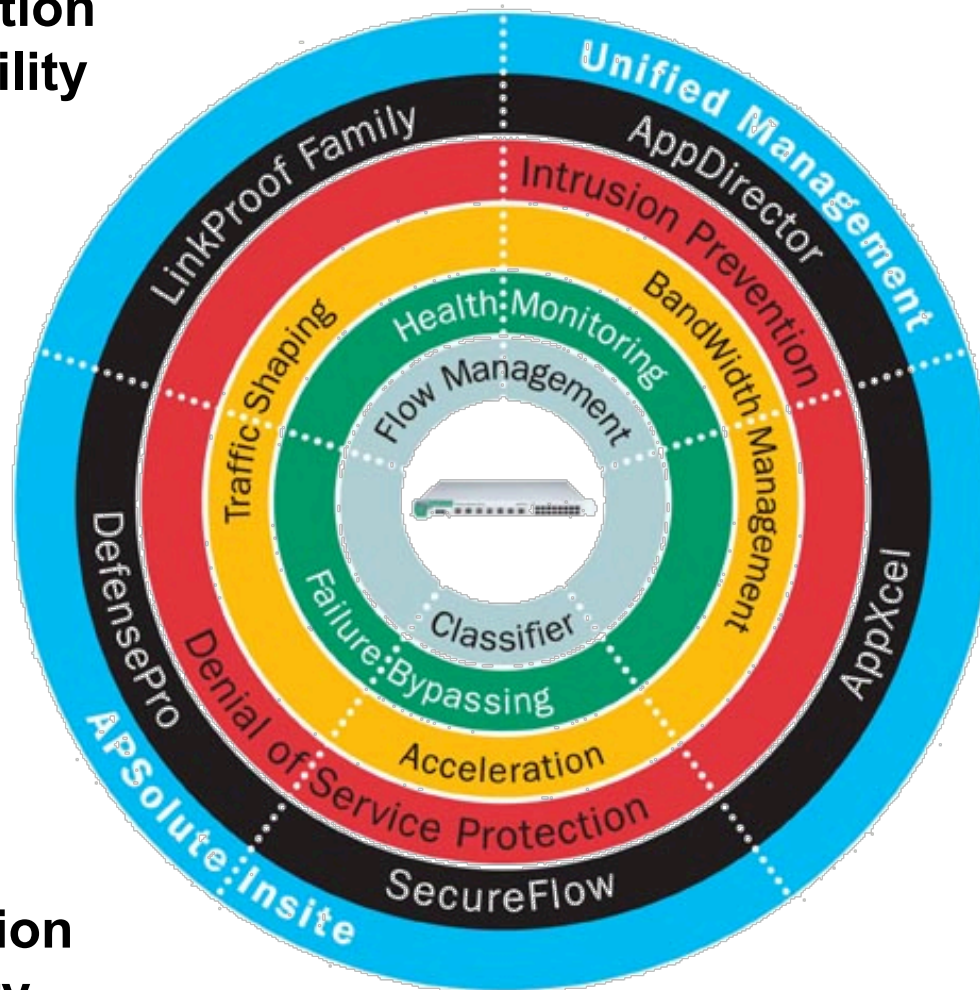 tion
ility
Unified Management
LinkProof Family
AppDirector
Intrusion Prevention
Traffic Shaping
BandWidth Management
Health Monitoring
Flow Management
Classifier
Failure Bypassing
Acceleration
Denial of Service Protection
DefensePro
AppXcel
SecureFlow
APSolute Insite
ion